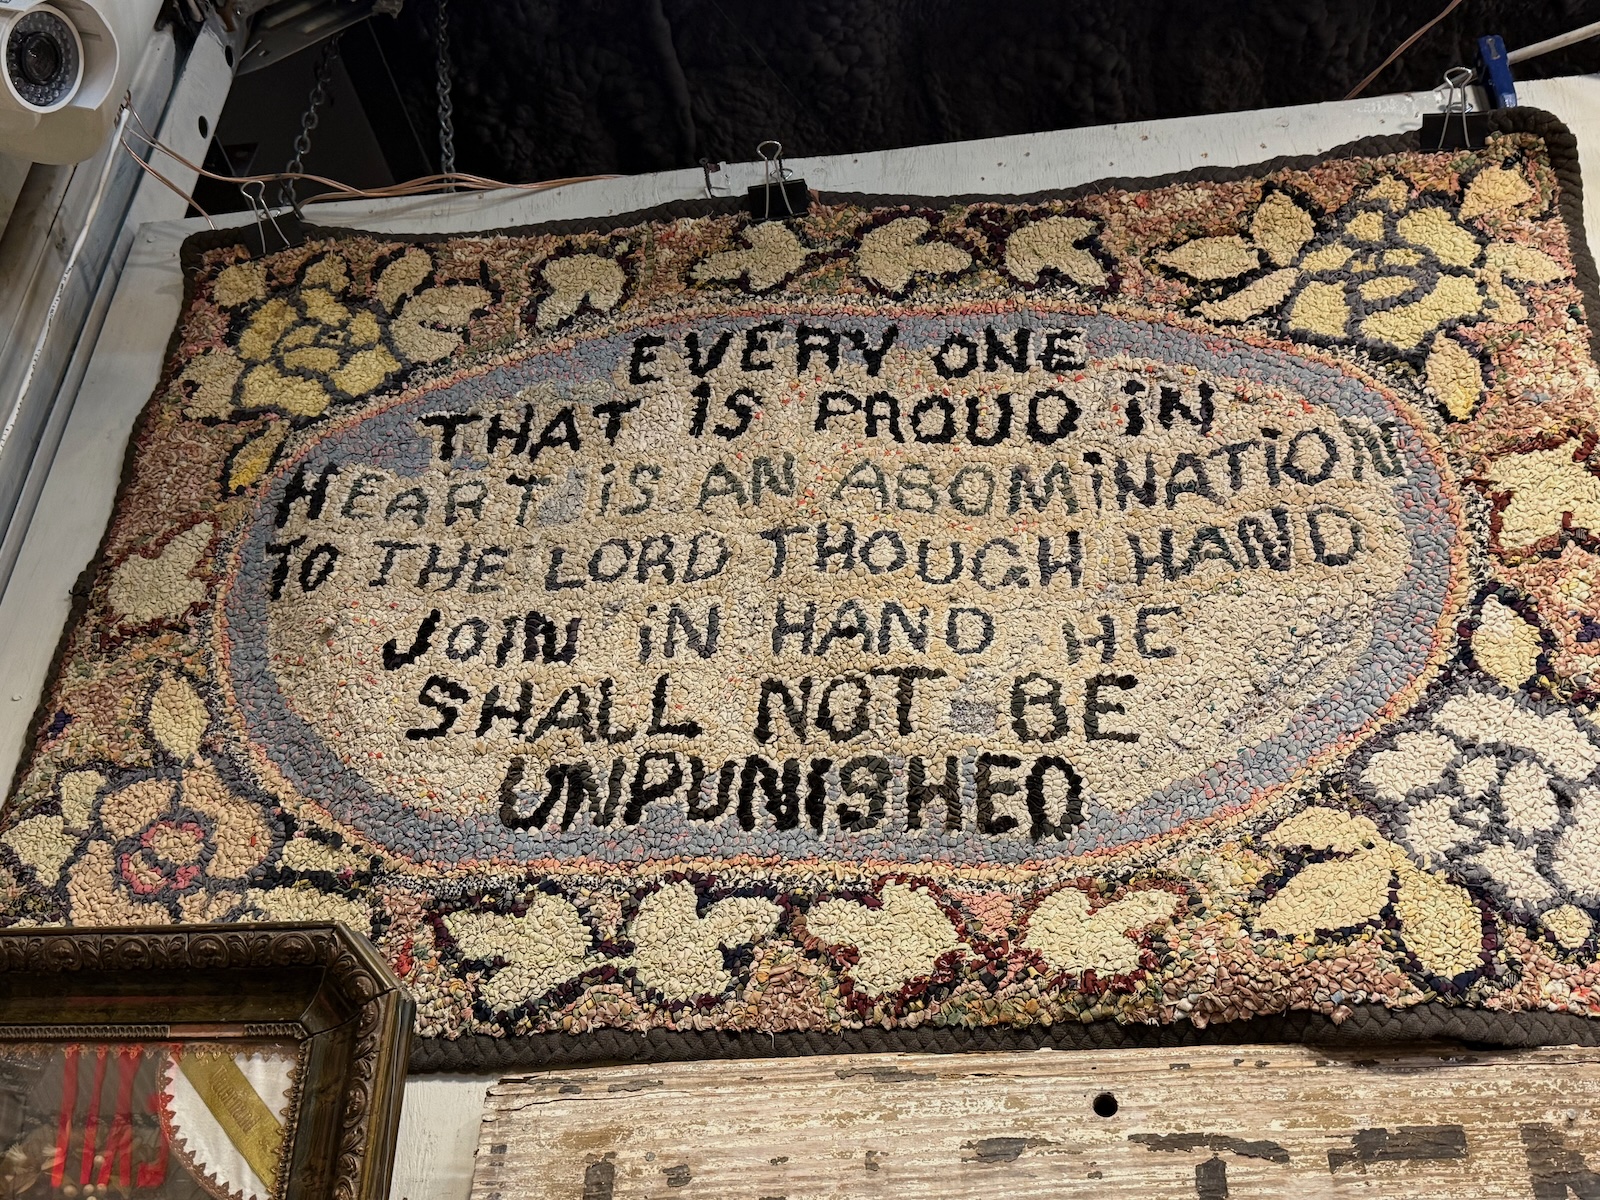 EVERY ONE
THAT iS PROUD iN
HEART iS AN ABOMiNATiON
TO THE LORD THOUGH HAND
JOIN iN HAND HE
SHALL NOT BE
UNPUNISHED